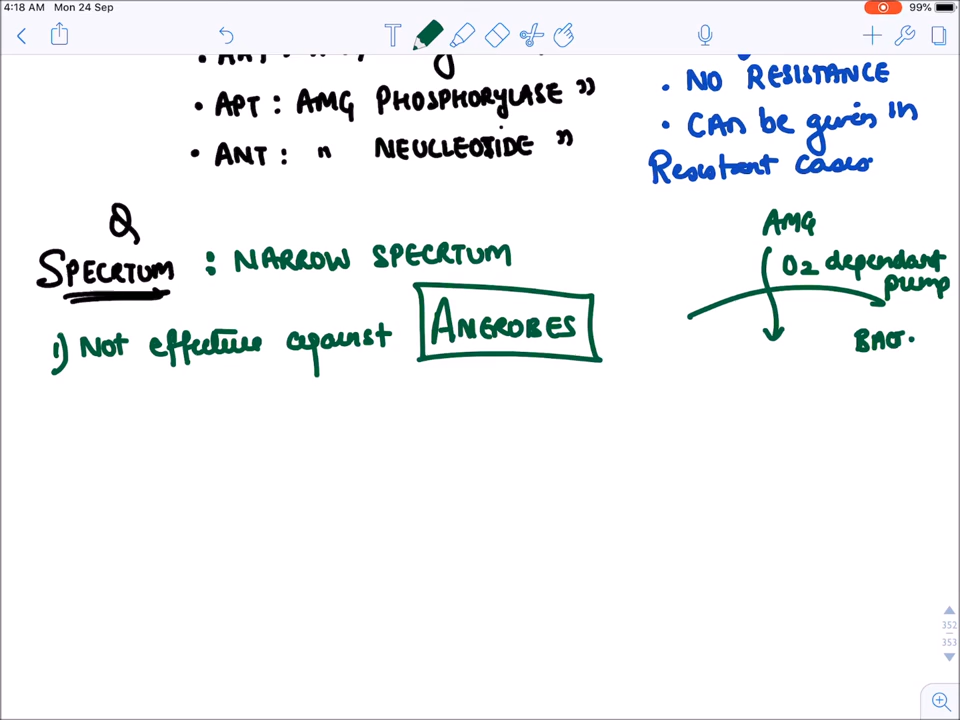 4:18 AM Mon 24 Sep
99%
T
• APT : AMG PHOSPHORYLASE "
• ANT : " NEUCLEOTIDE "
• NO RESISTANCE
• CAN be given in
Resistant cases
Q
SPECRTUM : NARROW SPECRTUM
1) Not effective against ANEROBES
AMG
O2 dependant
pump
BAC.
352
353